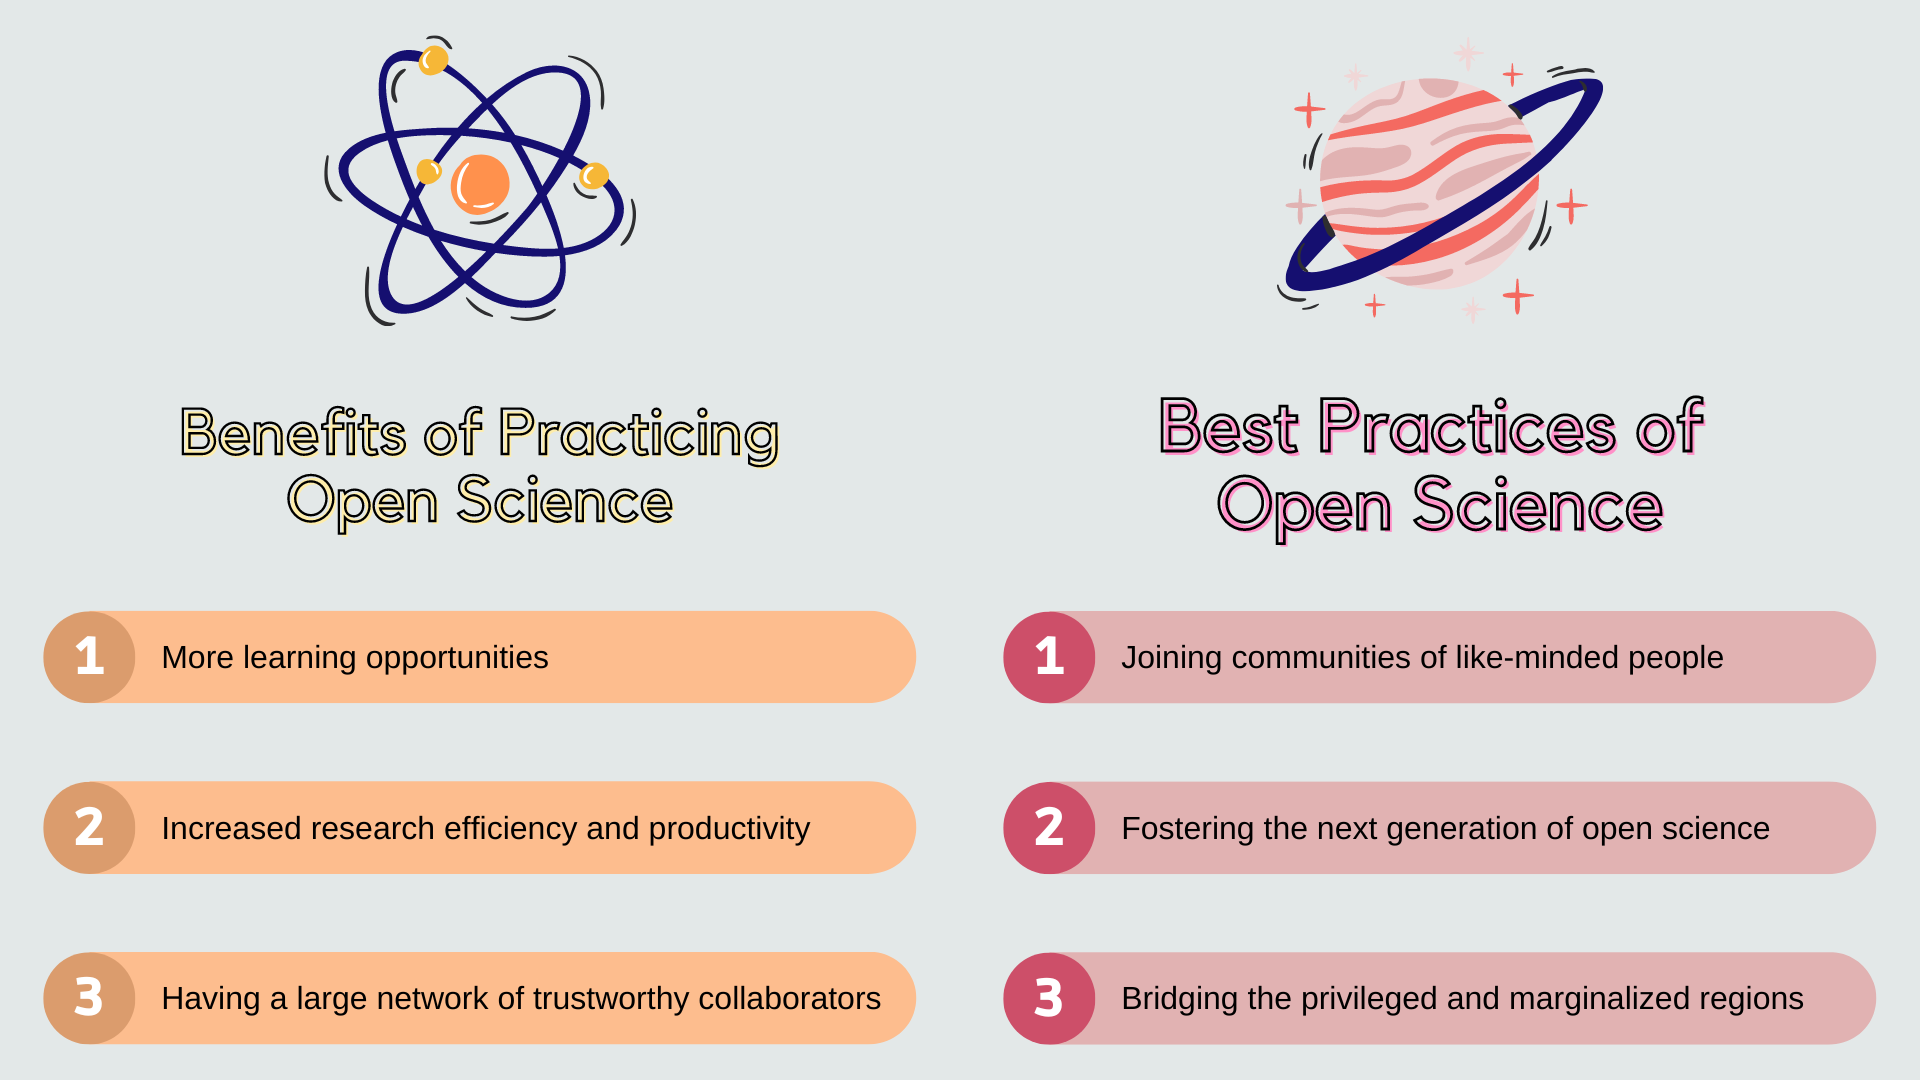 Benefits of Practicing
Open Science
1 More learning opportunities
2 Increased research efficiency and productivity
3 Having a large network of trustworthy collaborators
Best Practices of
Open Science
1 Joining communities of like-minded people
2 Fostering the next generation of open science
3 Bridging the privileged and marginalized regions